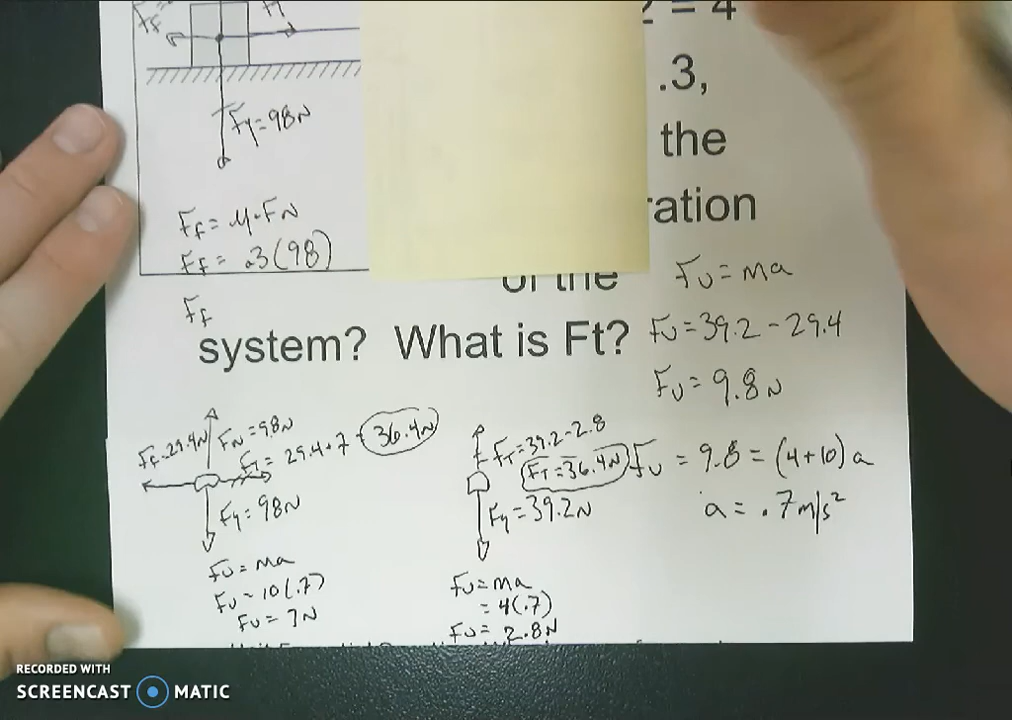 Ff
FT
2 = 4
.3,
Fg=98N
the
ration
Ff = μ·FN
Ff = .3(98)
Ff
of the
system? What is Ft?
Fu = ma
Fu = 39.2 - 29.4
Fu = 9.8N
Ff=29.4N
FN = 98N
FT = 29.4+7 = 36.4N
Fg = 98N
Fu = ma
Fu = 10(.7)
Fu = 7N
FT=39.2-2.8
FT=36.4N
Fg=39.2N
Fu = ma
= 4(.7)
Fu = 2.8N
Fu = 9.8 = (4+10)a
a = .7m/s²
RECORDED WITH
SCREENCAST MATIC